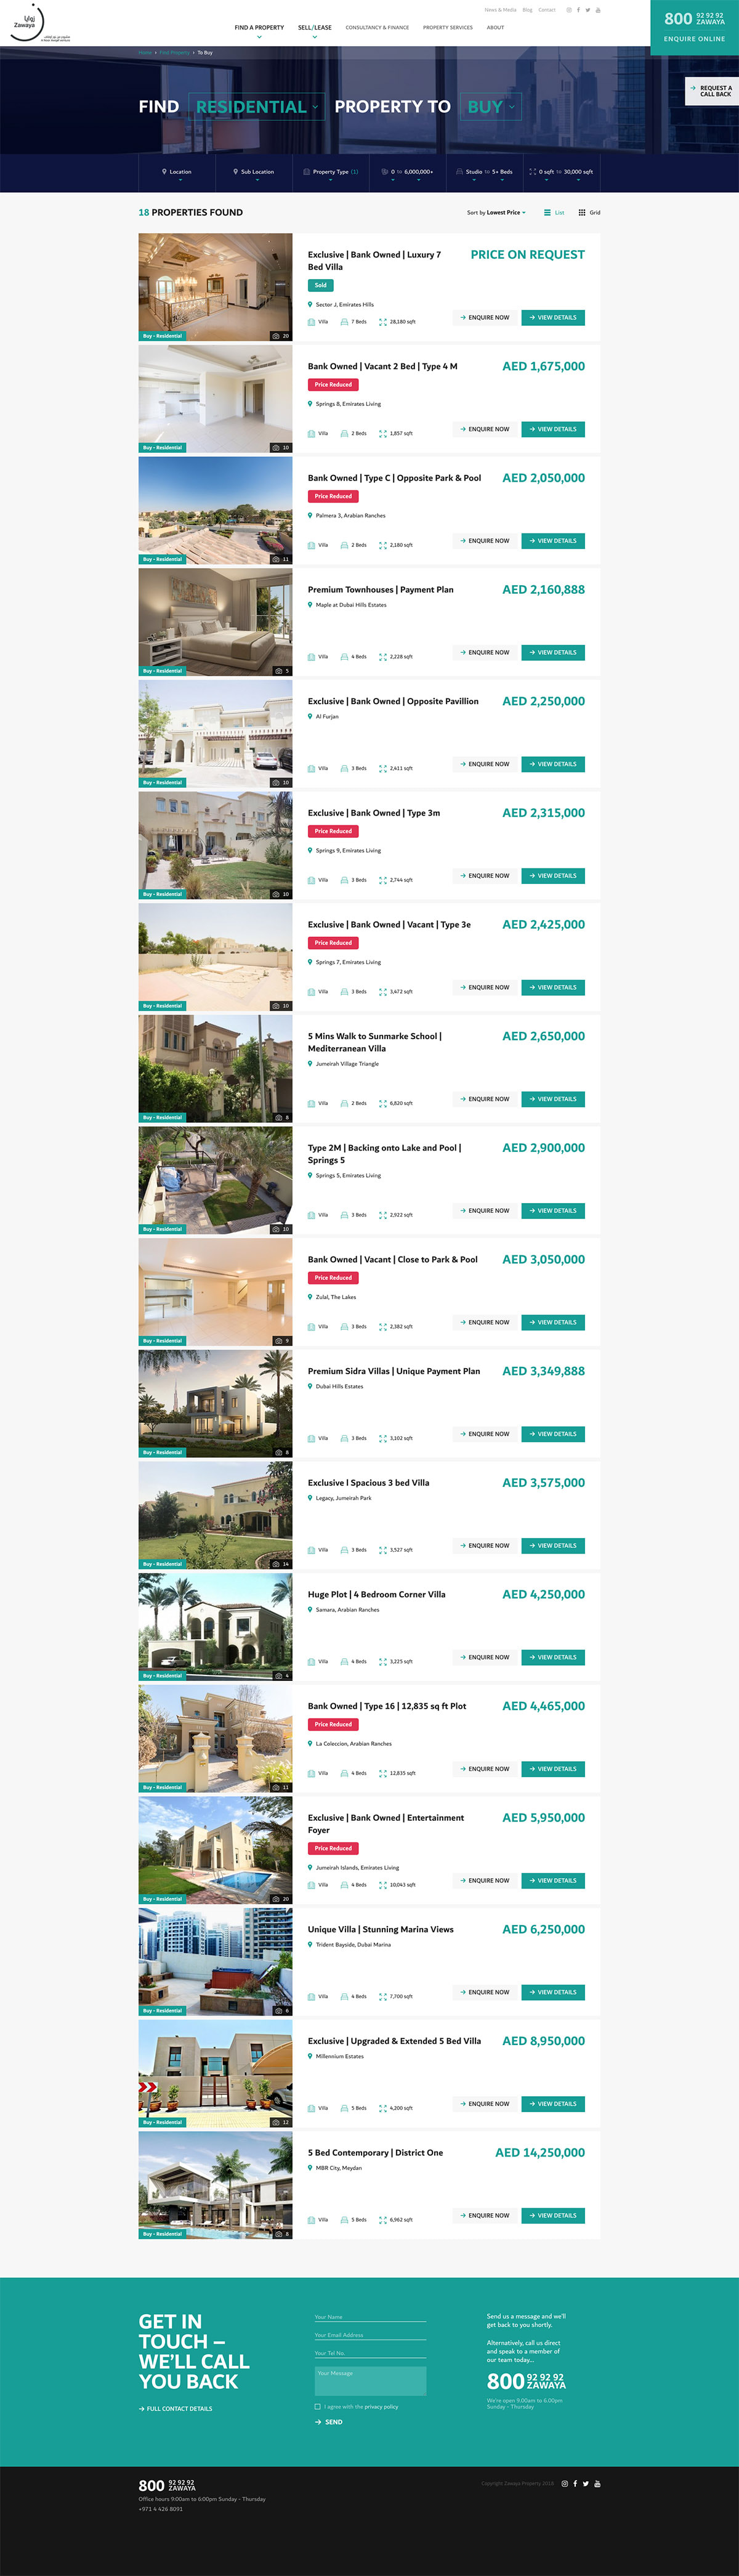 زوايا
Zawaya
News & Media Blog Contact
FIND A PROPERTY SELL/LEASE CONSULTANCY & FINANCE PROPERTY SERVICES ABOUT
800 92 92 92 ZAWAYA
ENQUIRE ONLINE
Home Find Property To Buy
REQUEST A CALL BACK
FIND RESIDENTIAL PROPERTY TO BUY
Location Sub Location Property Type (1) 0 to 6,000,000+ Studio to 5+ Beds 0 sqft to 30,000 sqft
18 PROPERTIES FOUND
Sort by Lowest Price List Grid
Exclusive | Bank Owned | Luxury 7
Bed Villa
PRICE ON REQUEST
Sold
Sector J, Emirates Hills
Villa 7 Beds 28,180 sqft
ENQUIRE NOW VIEW DETAILS
Buy - Residential 20
Bank Owned | Vacant 2 Bed | Type 4 M
AED 1,675,000
Price Reduced
Springs 8, Emirates Living
Villa 2 Beds 1,857 sqft
ENQUIRE NOW VIEW DETAILS
Buy - Residential 10
Bank Owned | Type C | Opposite Park & Pool
AED 2,050,000
Price Reduced
Palmera 3, Arabian Ranches
Villa 2 Beds 2,180 sqft
ENQUIRE NOW VIEW DETAILS
Buy - Residential 11
Premium Townhouses | Payment Plan
AED 2,160,888
Maple at Dubai Hills Estates
Villa 4 Beds 2,228 sqft
ENQUIRE NOW VIEW DETAILS
Buy - Residential 5
Exclusive | Bank Owned | Opposite Pavillion
AED 2,250,000
Al Furjan
Villa 3 Beds 2,411 sqft
ENQUIRE NOW VIEW DETAILS
Buy - Residential 10
Exclusive | Bank Owned | Type 3m
AED 2,315,000
Price Reduced
Springs 9, Emirates Living
Villa 3 Beds 2,744 sqft
ENQUIRE NOW VIEW DETAILS
Buy - Residential 10
Exclusive | Bank Owned | Vacant | Type 3e
AED 2,425,000
Price Reduced
Springs 7, Emirates Living
Villa 3 Beds 3,472 sqft
ENQUIRE NOW VIEW DETAILS
Buy - Residential 10
5 Mins Walk to Sunmarke School |
Mediterranean Villa
AED 2,650,000
Jumeirah Village Triangle
Villa 2 Beds 6,820 sqft
ENQUIRE NOW VIEW DETAILS
Buy - Residential 8
Type 2M | Backing onto Lake and Pool |
Springs 5
AED 2,900,000
Springs 5, Emirates Living
Villa 3 Beds 2,922 sqft
ENQUIRE NOW VIEW DETAILS
Buy - Residential 10
Bank Owned | Vacant | Close to Park & Pool
AED 3,050,000
Price Reduced
Zulal, The Lakes
Villa 3 Beds 2,382 sqft
ENQUIRE NOW VIEW DETAILS
Buy - Residential 9
Premium Sidra Villas | Unique Payment Plan
AED 3,349,888
Dubai Hills Estates
Villa 3 Beds 3,102 sqft
ENQUIRE NOW VIEW DETAILS
Buy - Residential 8
Exclusive l Spacious 3 bed Villa
AED 3,575,000
Legacy, Jumeirah Park
Villa 3 Beds 3,527 sqft
ENQUIRE NOW VIEW DETAILS
Buy - Residential 14
Huge Plot | 4 Bedroom Corner Villa
AED 4,250,000
Samara, Arabian Ranches
Villa 4 Beds 3,225 sqft
ENQUIRE NOW VIEW DETAILS
Buy - Residential 4
Bank Owned | Type 16 | 12,835 sq ft Plot
AED 4,465,000
Price Reduced
La Coleccion, Arabian Ranches
Villa 4 Beds 12,835 sqft
ENQUIRE NOW VIEW DETAILS
Buy - Residential 11
Exclusive | Bank Owned | Entertainment
Foyer
AED 5,950,000
Price Reduced
Jumeirah Islands, Emirates Living
Villa 4 Beds 10,043 sqft
ENQUIRE NOW VIEW DETAILS
Buy - Residential 20
Unique Villa | Stunning Marina Views
AED 6,250,000
Trident Bayside, Dubai Marina
Villa 4 Beds 7,700 sqft
ENQUIRE NOW VIEW DETAILS
Buy - Residential 6
Exclusive | Upgraded & Extended 5 Bed Villa
AED 8,950,000
Millennium Estates
Villa 5 Beds 4,200 sqft
ENQUIRE NOW VIEW DETAILS
Buy - Residential 12
5 Bed Contemporary | District One
AED 14,250,000
MBR City, Meydan
Villa 5 Beds 6,962 sqft
ENQUIRE NOW VIEW DETAILS
Buy - Residential 8
GET IN
TOUCH –
WE'LL CALL
YOU BACK
FULL CONTACT DETAILS
Your Name
Your Email Address
Your Tel No.
Your Message
I agree with the privacy policy
SEND
Send us a message and we'll
get back to you shortly.
Alternatively, call us direct
and speak to a member of
our team today...
800 92 92 92 ZAWAYA
We're open 9:00am to 6:00pm
Sunday - Thursday
800 92 92 92 ZAWAYA
Office hours 9:00am to 6:00pm Sunday - Thursday
+971 4 426 8091
Copyright Zawaya Property 2018